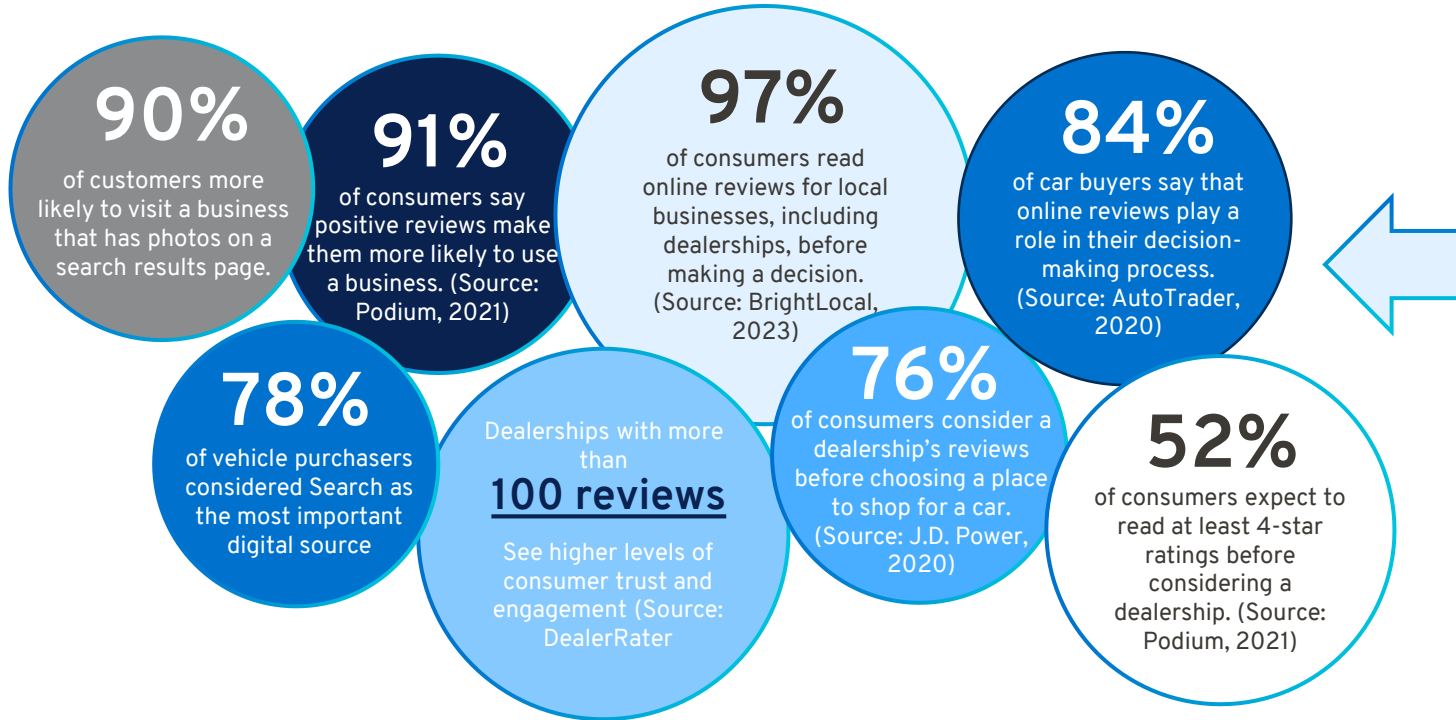 90%
of customers more
likely to visit a business
that has photos on a
search results page.
91%
of consumers say
positive reviews make
them more likely to use
a business. (Source:
Podium, 2021)
97%
of consumers read
online reviews for local
businesses, including
dealerships, before
making a decision.
(Source: BrightLocal,
2023)
84%
of car buyers say that
online reviews play a
role in their decision-
making process.
(Source: AutoTrader,
2020)
78%
of vehicle purchasers
considered Search as
the most important
digital source
Dealerships with more
than
100 reviews
See higher levels of
consumer trust and
engagement (Source:
DealerRater
76%
of consumers consider a
dealership’s reviews
before choosing a place
to shop for a car.
(Source: J.D. Power,
2020)
52%
of consumers expect to
read at least 4-star
ratings before
considering a
dealership. (Source:
Podium, 2021)